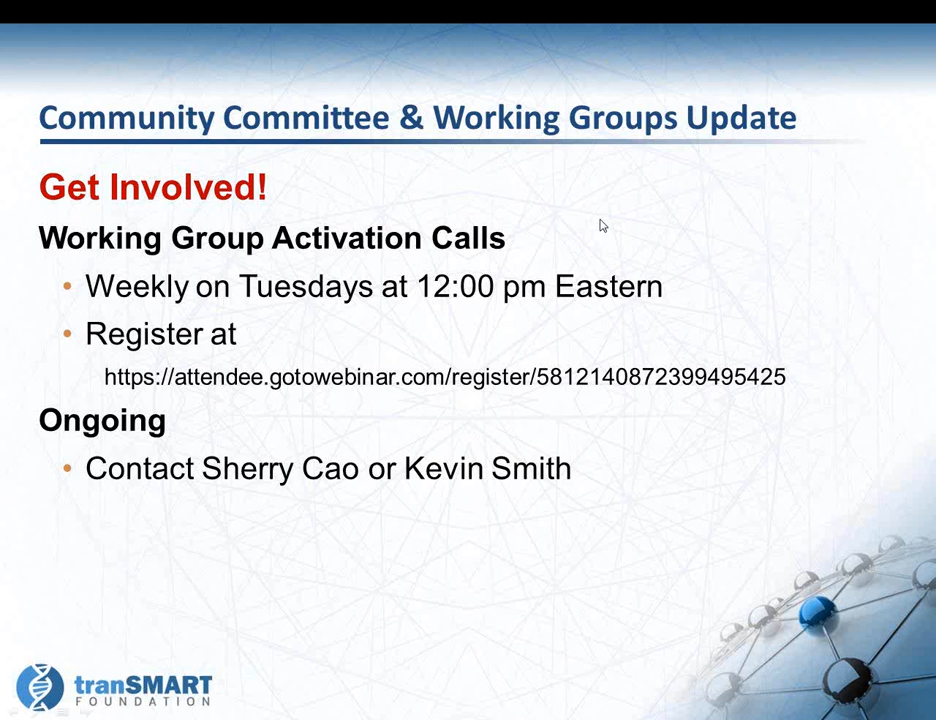 Community Committee & Working Groups Update
Get Involved!
Working Group Activation Calls
• Weekly on Tuesdays at 12:00 pm Eastern
• Register at
https://attendee.gotowebinar.com/register/5812140872399495425
Ongoing
• Contact Sherry Cao or Kevin Smith
tranSMART
FOUNDATION